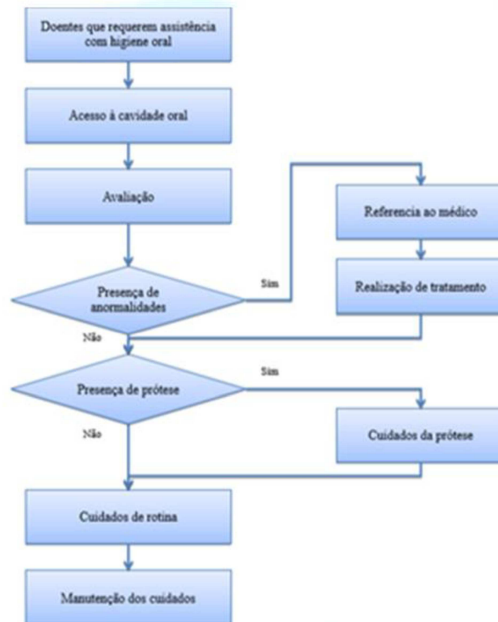 Doentes que requerem assistência
com higiene oral
Acesso à cavidade oral
Avaliação
Referencia ao médico
Sim
Presença de
anormalidades
Realização de tratamento
Não
Sim
Presença de prótese
Não
Cuidados da prótese
Cuidados de rotina
Manutenção dos cuidados